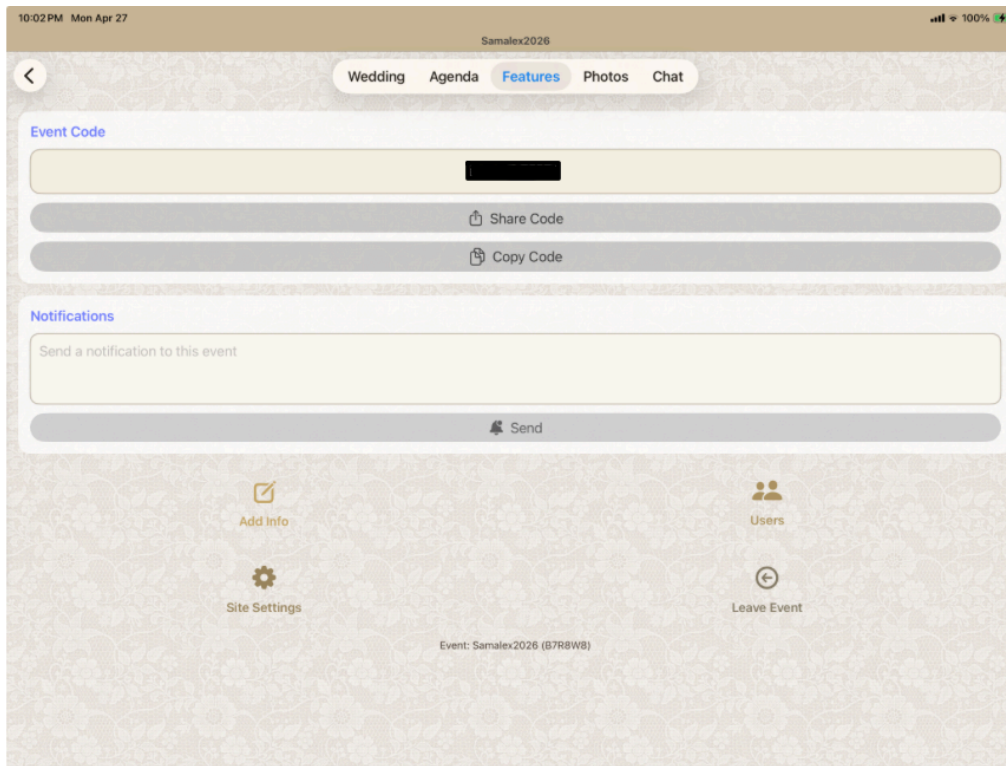 10:02 PM Mon Apr 27
100%
Samalex2026
Wedding Agenda Features Photos Chat
Event Code
Share Code
Copy Code
Notifications
Send a notification to this event
Send
Add Info
Users
Site Settings
Leave Event
Event: Samalex2026 (B7R8W8)